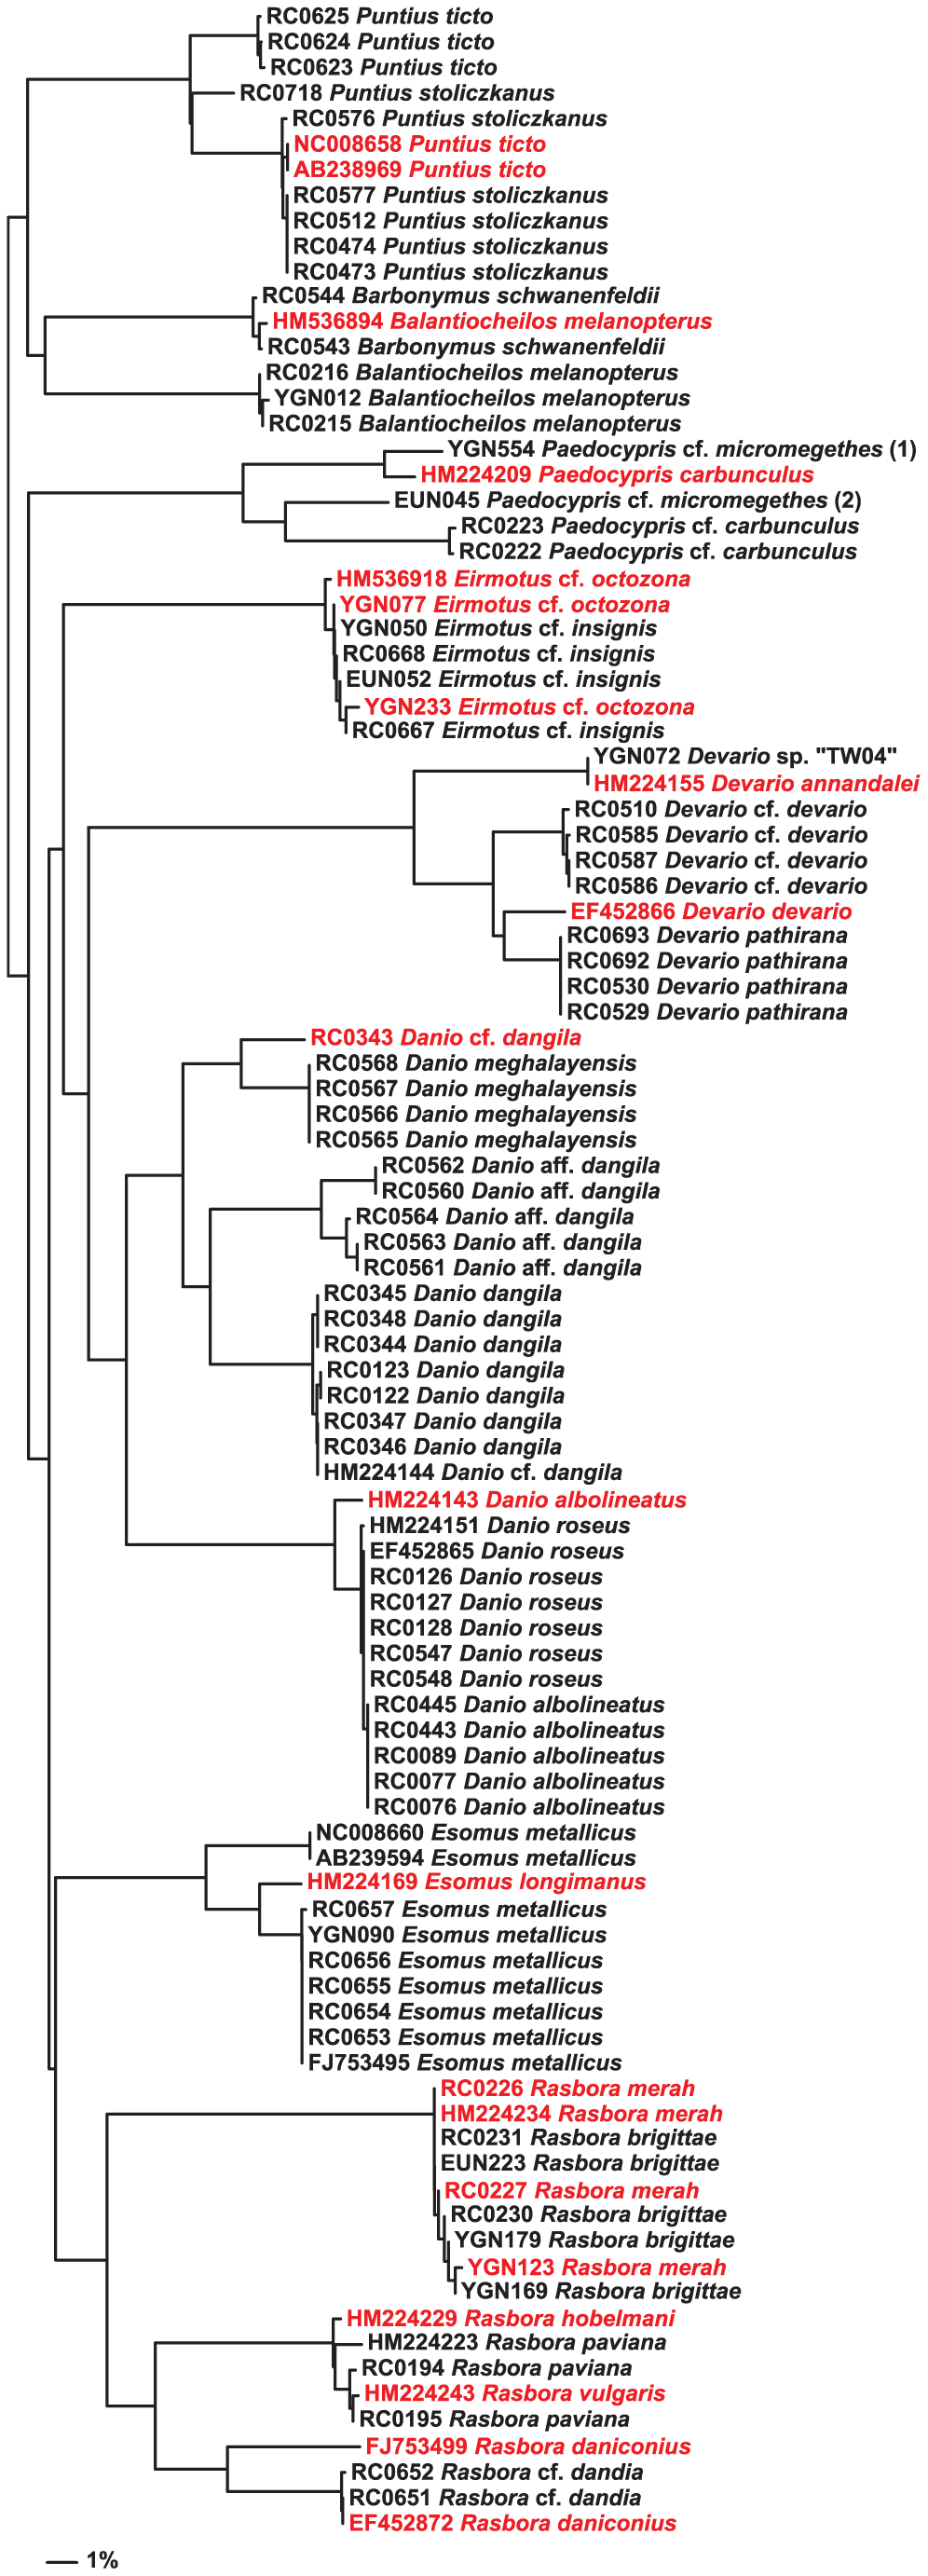 RC0625 Puntius ticto
RC0624 Puntius ticto
RC0623 Puntius ticto
RC0718 Puntius stoliczkanus
RC0576 Puntius stoliczkanus
NC008658 Puntius ticto
AB238969 Puntius ticto
RC0577 Puntius stoliczkanus
RC0512 Puntius stoliczkanus
RC0474 Puntius stoliczkanus
RC0473 Puntius stoliczkanus
RC0544 Barbonymus schwanenfeldii
HM536894 Balantiocheilos melanopterus
RC0543 Barbonymus schwanenfeldii
RC0216 Balantiocheilos melanopterus
YGN012 Balantiocheilos melanopterus
RC0215 Balantiocheilos melanopterus
YGN554 Paedocypris cf. micromegethes (1)
HM224209 Paedocypris carbunculus
EUN045 Paedocypris cf. micromegethes (2)
RC0223 Paedocypris cf. carbunculus
RC0222 Paedocypris cf. carbunculus
HM536918 Eirmotus cf. octozona
YGN077 Eirmotus cf. octozona
YGN050 Eirmotus cf. insignis
RC0668 Eirmotus cf. insignis
EUN052 Eirmotus cf. insignis
YGN233 Eirmotus cf. octozona
RC0667 Eirmotus cf. insignis
YGN072 Devario sp. "TW04"
HM224155 Devario annandalei
RC0510 Devario cf. devario
RC0585 Devario cf. devario
RC0587 Devario cf. devario
RC0586 Devario cf. devario
EF452866 Devario devario
RC0693 Devario pathirana
RC0692 Devario pathirana
RC0530 Devario pathirana
RC0529 Devario pathirana
RC0343 Danio cf. dangila
RC0568 Danio meghalayensis
RC0567 Danio meghalayensis
RC0566 Danio meghalayensis
RC0565 Danio meghalayensis
RC0562 Danio aff. dangila
RC0560 Danio aff. dangila
RC0564 Danio aff. dangila
RC0563 Danio aff. dangila
RC0561 Danio aff. dangila
RC0345 Danio dangila
RC0348 Danio dangila
RC0344 Danio dangila
RC0123 Danio dangila
RC0122 Danio dangila
RC0347 Danio dangila
RC0346 Danio dangila
HM224144 Danio cf. dangila
HM224143 Danio albolineatus
HM224151 Danio roseus
EF452865 Danio roseus
RC0126 Danio roseus
RC0127 Danio roseus
RC0128 Danio roseus
RC0547 Danio roseus
RC0548 Danio roseus
RC0445 Danio albolineatus
RC0443 Danio albolineatus
RC0089 Danio albolineatus
RC0077 Danio albolineatus
RC0076 Danio albolineatus
NC008660 Esomus metallicus
AB239594 Esomus metallicus
HM224169 Esomus longimanus
RC0657 Esomus metallicus
YGN090 Esomus metallicus
RC0656 Esomus metallicus
RC0655 Esomus metallicus
RC0654 Esomus metallicus
RC0653 Esomus metallicus
FJ753495 Esomus metallicus
RC0226 Rasbora merah
HM224234 Rasbora merah
RC0231 Rasbora brigittae
EUN223 Rasbora brigittae
RC0227 Rasbora merah
RC0230 Rasbora brigittae
YGN179 Rasbora brigittae
YGN123 Rasbora merah
YGN169 Rasbora brigittae
HM224229 Rasbora hobelmani
HM224223 Rasbora paviana
RC0194 Rasbora paviana
HM224243 Rasbora vulgaris
RC0195 Rasbora paviana
FJ753499 Rasbora daniconius
RC0652 Rasbora cf. dandia
RC0651 Rasbora cf. dandia
EF452872 Rasbora daniconius
1%